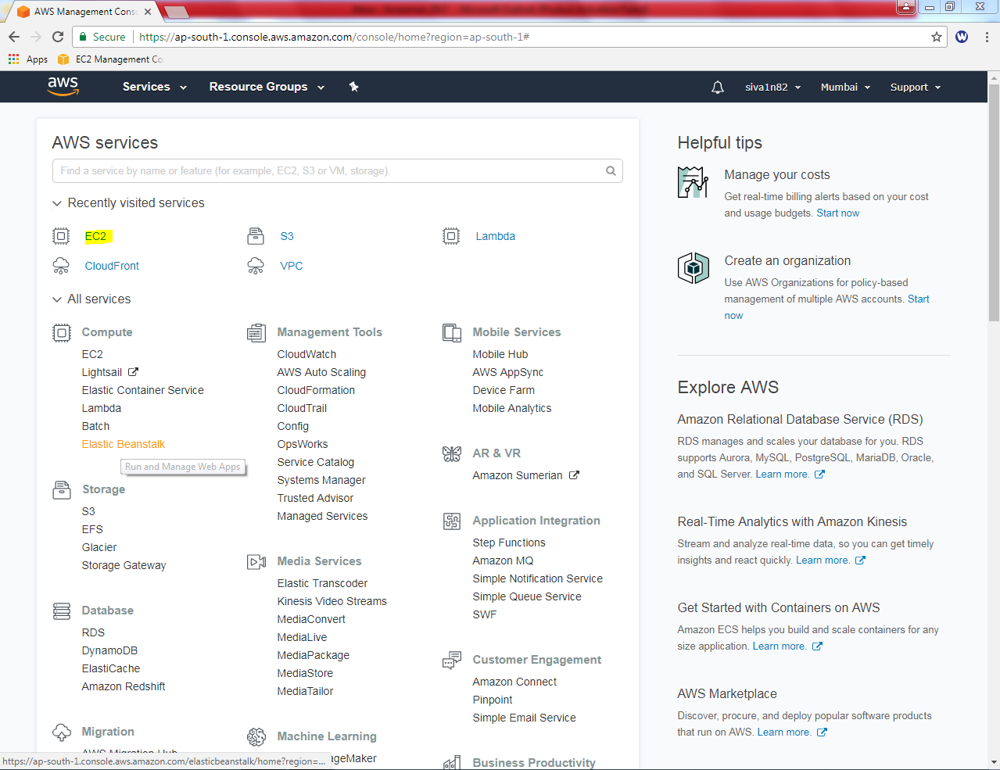 AWS Management Cons
Secure https://ap-south-1.console.aws.amazon.com/console/home?region=ap-south-1#
Apps EC2 Management Co
aws Services Resource Groups siva1n82 Mumbai Support
AWS services
Find a service by name or feature (for example, EC2, S3 or VM, storage).
Recently visited services
EC2 S3 Lambda
CloudFront VPC
All services
Compute
EC2
Lightsail
Elastic Container Service
Lambda
Batch
Elastic Beanstalk
Run and Manage Web Apps
Storage
S3
EFS
Glacier
Storage Gateway
Database
RDS
DynamoDB
ElastiCache
Amazon Redshift
Migration
AWS Migration Hub
Management Tools
CloudWatch
AWS Auto Scaling
CloudFormation
CloudTrail
Config
OpsWorks
Service Catalog
Systems Manager
Trusted Advisor
Managed Services
Media Services
Elastic Transcoder
Kinesis Video Streams
MediaConvert
MediaLive
MediaPackage
MediaStore
MediaTailor
Machine Learning
ageMaker
Mobile Services
Mobile Hub
AWS AppSync
Device Farm
Mobile Analytics
AR & VR
Amazon Sumerian
Application Integration
Step Functions
Amazon MQ
Simple Notification Service
Simple Queue Service
SWF
Customer Engagement
Amazon Connect
Pinpoint
Simple Email Service
Business Productivity
Helpful tips
Manage your costs
Get real-time billing alerts based on your cost
and usage budgets. Start now
Create an organization
Use AWS Organizations for policy-based
management of multiple AWS accounts. Start
now
Explore AWS
Amazon Relational Database Service (RDS)
RDS manages and scales your database for you. RDS
supports Aurora, MySQL, PostgreSQL, MariaDB, Oracle,
and SQL Server. Learn more.
Real-Time Analytics with Amazon Kinesis
Stream and analyze real-time data, so you can get timely
insights and react quickly. Learn more.
Get Started with Containers on AWS
Amazon ECS helps you build and scale containers for any
size application. Learn more.
AWS Marketplace
Discover, procure, and deploy popular software products
that run on AWS. Learn more.
https://ap-south-1.console.aws.amazon.com/elasticbeanstalk/home?region=...